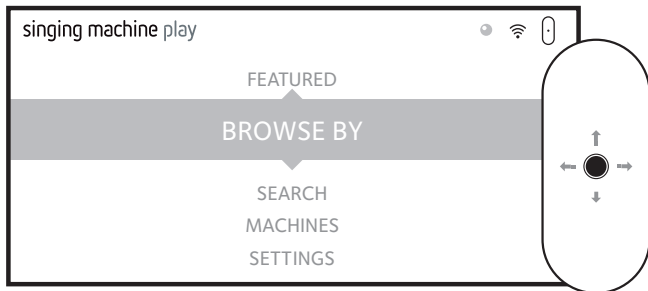 singing machine play
FEATURED
BROWSE BY
SEARCH
MACHINES
SETTINGS